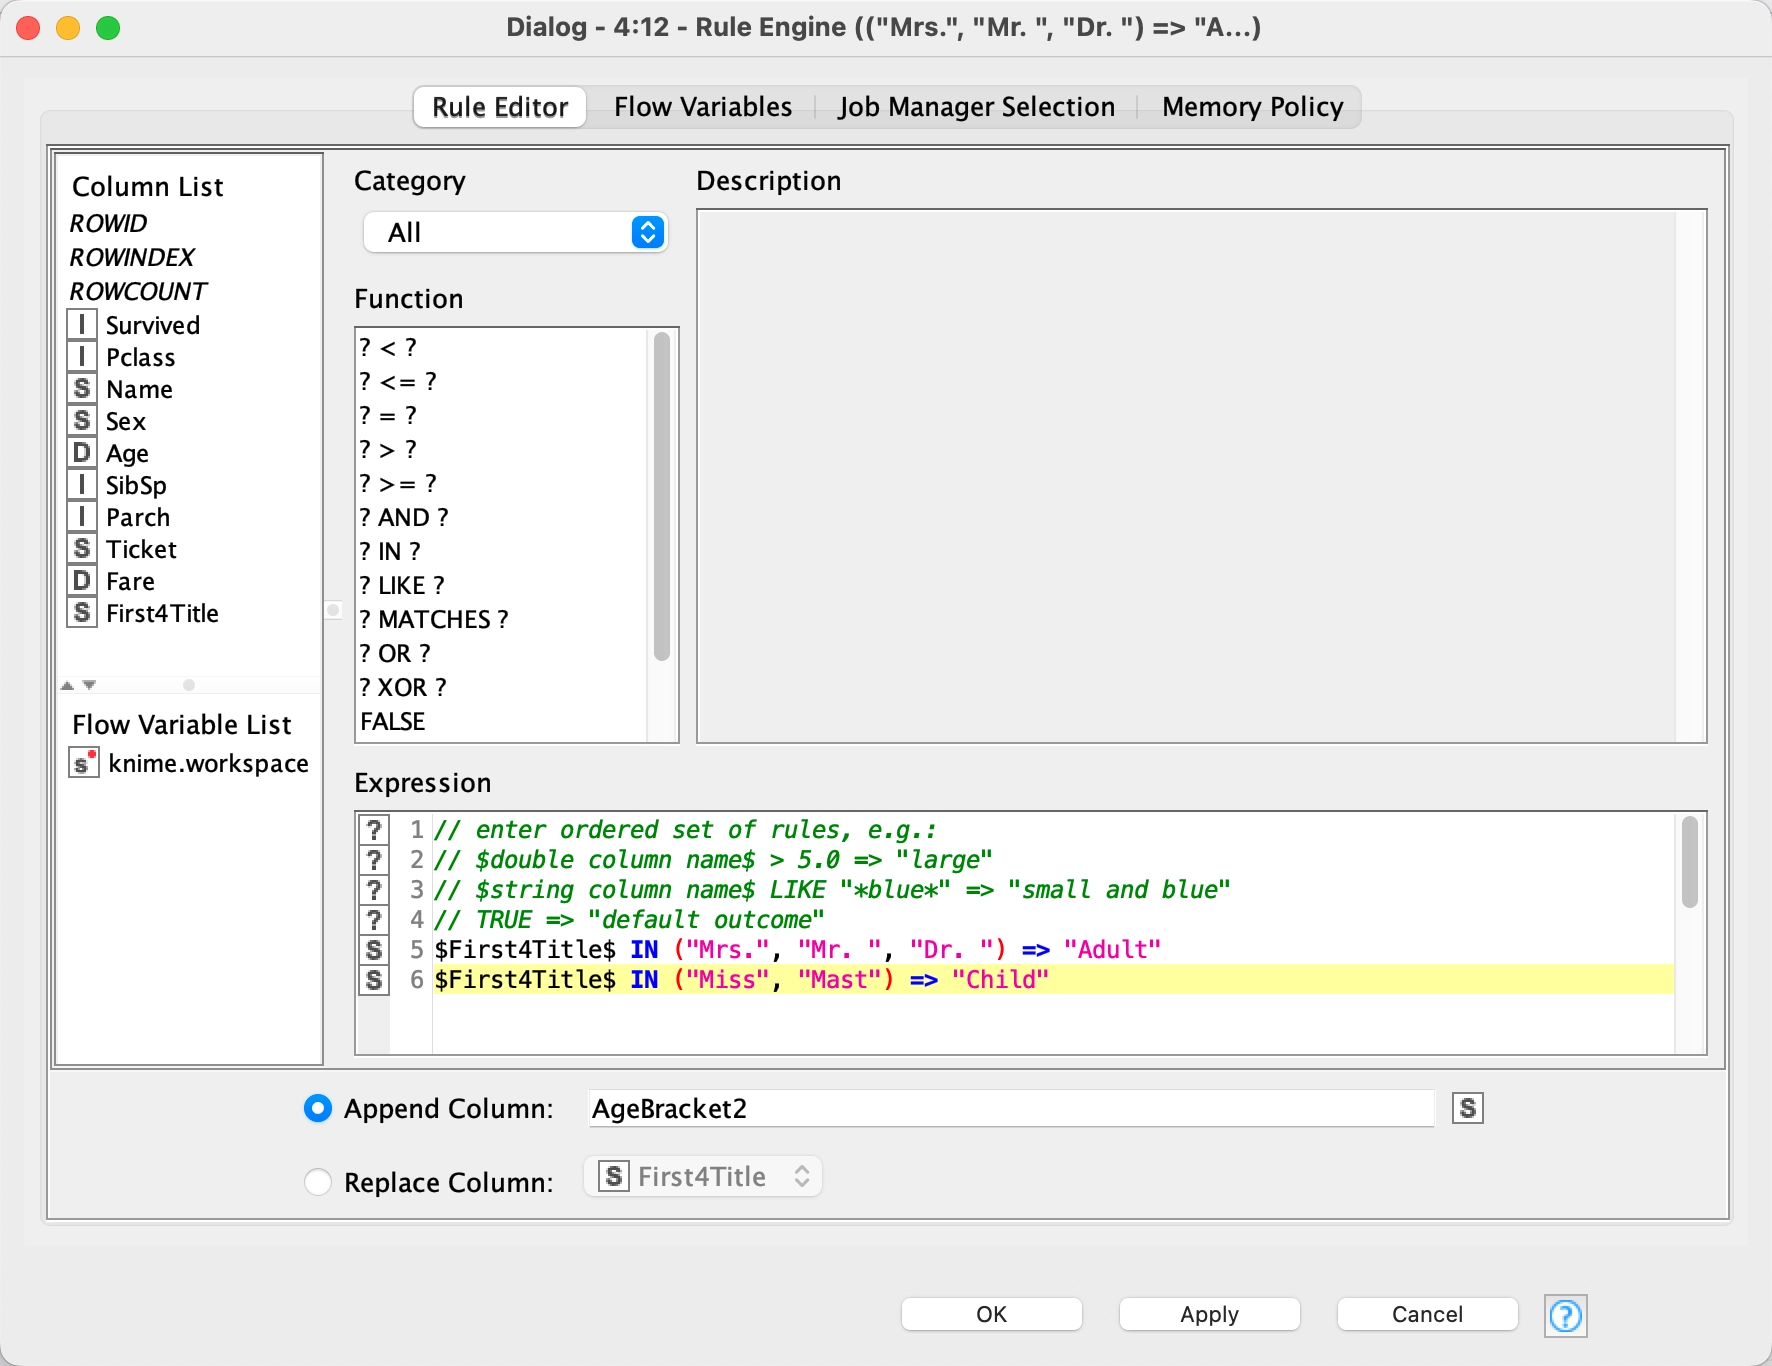 Dialog - 4:12 - Rule Engine (("Mrs.", "Mr. ", "Dr. ") => "A...)
Rule Editor
Flow Variables
Job Manager Selection
Memory Policy
Column List
ROWID
ROWINDEX
ROWCOUNT
I Survived
I Pclass
S Name
S Sex
D Age
I SibSp
I Parch
S Ticket
D Fare
S First4Title
Flow Variable List
s knime.workspace
Category
All
Function
? < ?
? <= ?
? = ?
? > ?
? >= ?
? AND ?
? IN ?
? LIKE ?
? MATCHES ?
? OR ?
? XOR ?
FALSE
Description
Expression
? 1 // enter ordered set of rules, e.g.:
? 2 // $double column name$ > 5.0 => "large"
? 3 // $string column name$ LIKE "*blue*" => "small and blue"
? 4 // TRUE => "default outcome"
S 5 $First4Title$ IN ("Mrs.", "Mr. ", "Dr. ") => "Adult"
S 6 $First4Title$ IN ("Miss", "Mast") => "Child"
Append Column: AgeBracket2 S
Replace Column: S First4Title
OK
Apply
Cancel
?